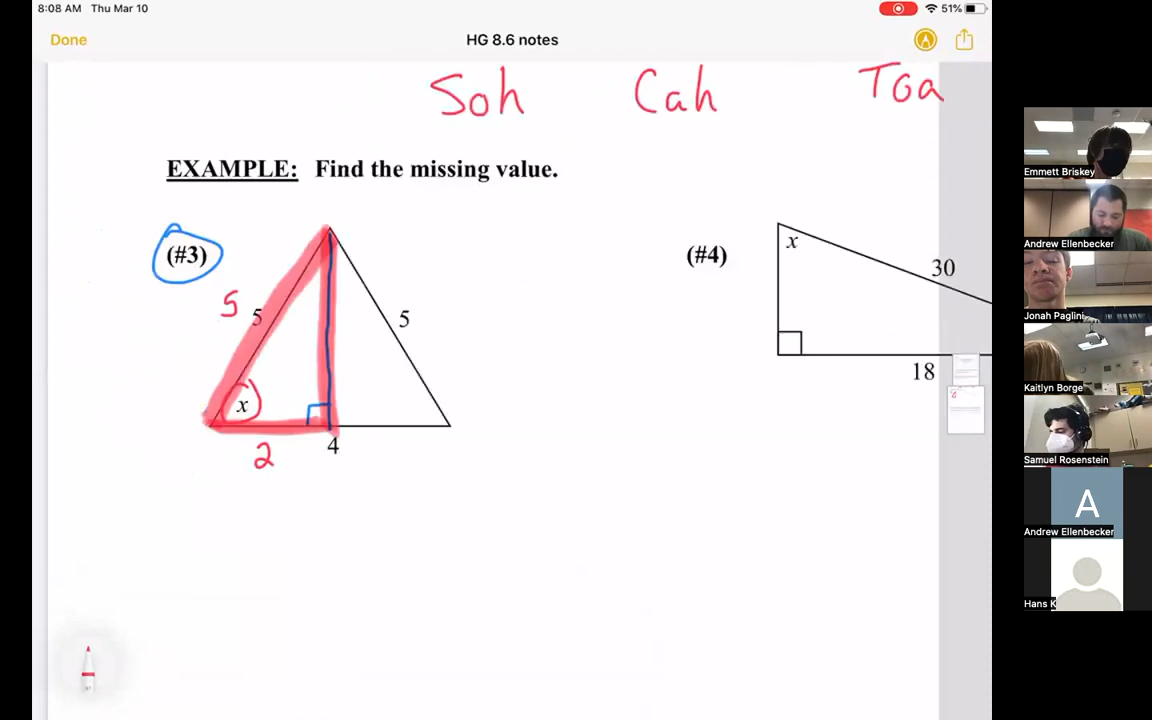 8:08 AM Thu Mar 10
51%
Done
HG 8.6 notes
Soh Cah Toa
EXAMPLE: Find the missing value.
(#3)
5
5
5
x
2
4
(#4)
x
30
18
Emmett Briskey
Andrew Ellenbecker
Jonah Paglini
Kaitlyn Borge
Samuel Rosenstein
A
Andrew Ellenbecker
Hans K